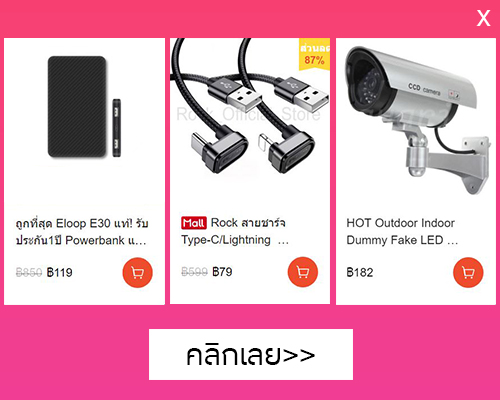 X
ส่วนลด
87%
Rock Official Store
CCD camera
ถูกที่สุด Eloop E30 แท้! รับ
ประกัน1ปี Powerbank แ...
฿850 ฿119
Mall Rock สายชาร์จ
Type-C/Lightning ...
฿599 ฿79
HOT Outdoor Indoor
Dummy Fake LED ...
฿182
คลิกเลย>>